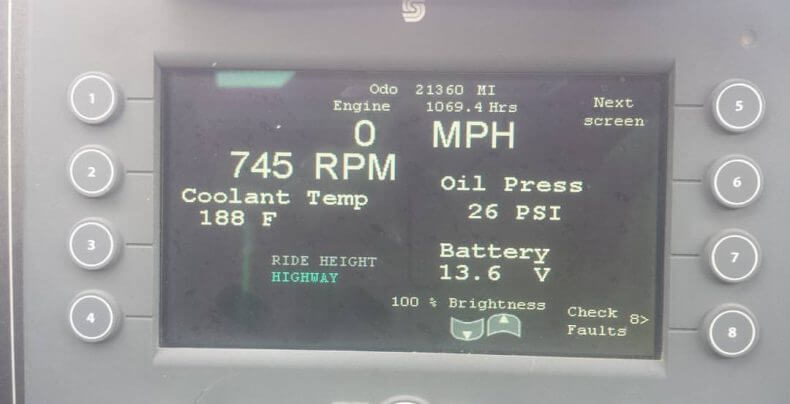 Odo 21360 MI
Engine 1069.4 Hrs
Next
screen
0 MPH
745 RPM
Coolant Temp
188 F
Oil Press
26 PSI
RIDE HEIGHT
HIGHWAY
Battery
13.6 V
100 % Brightness
Check 8>
Faults
1
2
3
4
5
6
7
8